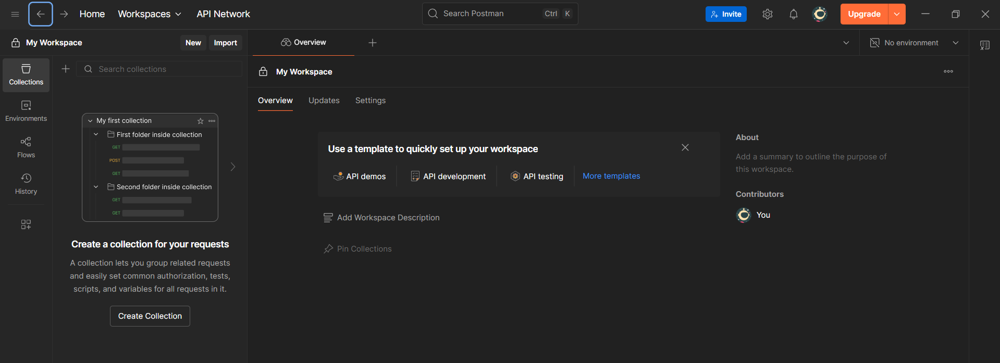 Home Workspaces API Network
Search Postman Ctrl K
Invite Upgrade
My Workspace New Import
Overview
No environment
Collections
Environments
Flows
History
Search collections
My first collection
First folder inside collection
GET
POST
GET
Second folder inside collection
GET
GET
Create a collection for your requests
A collection lets you group related requests
and easily set common authorization, tests,
scripts, and variables for all requests in it.
Create Collection
My Workspace
Overview Updates Settings
Use a template to quickly set up your workspace
API demos API development API testing More templates
Add Workspace Description
Pin Collections
About
Add a summary to outline the purpose of
this workspace.
Contributors
You